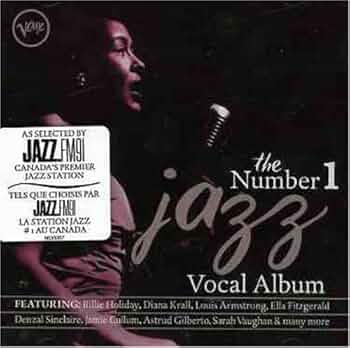 Verve
AS SELECTED BY
JAZZ.FM91
CANADA'S PREMIER
JAZZ STATION
TELS QUE CHOISIS PAR
JAZZ.FM91
LA STATION JAZZ
# 1 AU CANADA
the
Number 1
jazz
Vocal Album
FEATURING: Billie Holiday, Diana Krall, Louis Armstrong, Ella Fitzgerald
Denzal Sinclaire, Jamie Cullum, Astrud Gilberto, Sarah Vaughan & many more